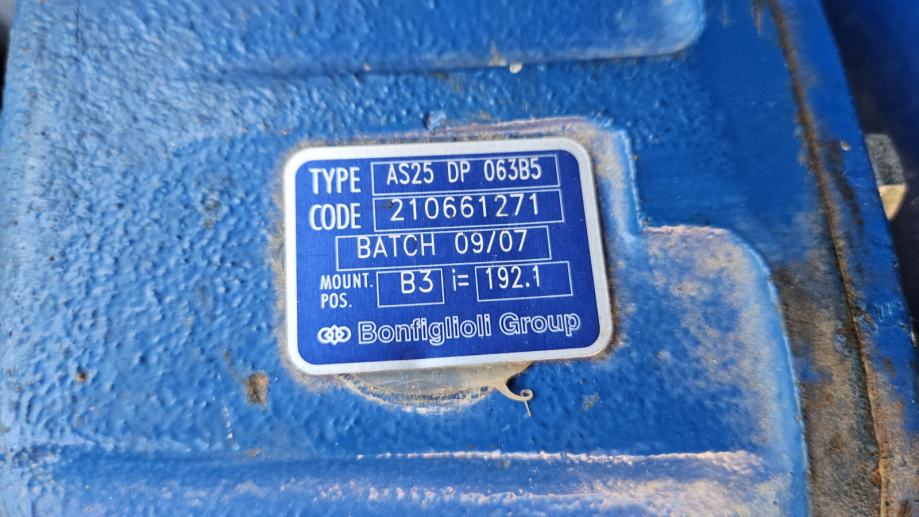 TYPE AS25 DP 063B5
CODE 210661271
BATCH 09/07
MOUNT. POS. B3 i= 192.1
Bonfiglioli Group